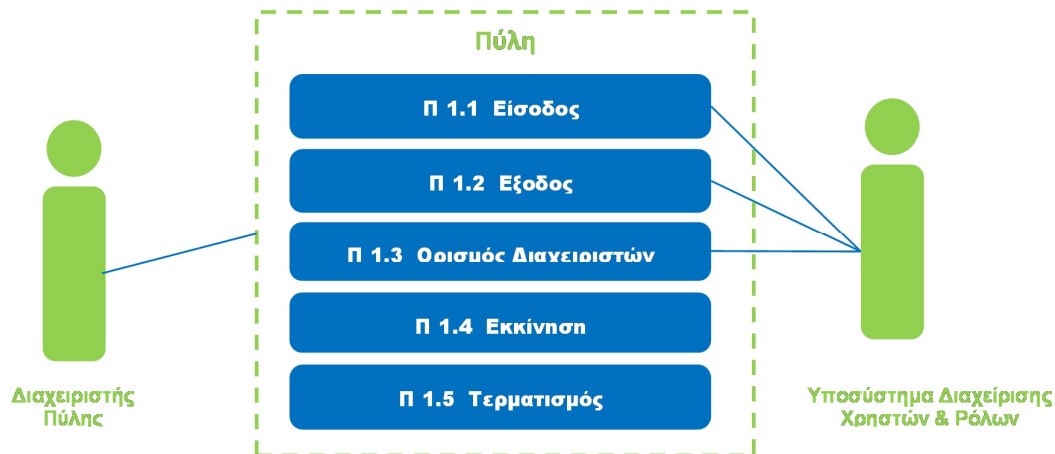 Πύλη
Π 1.1 Είσοδος
Π 1.2 Εξοδος
Π 1.3 Ορισμός Διαχειριστών
Π 1.4 Εκκίνηση
Π 1.5 Τερματισμός
Διαχειριστής
Πύλης
Υποσύστημα Διαχείρισης
Χρηστών & Ρόλων